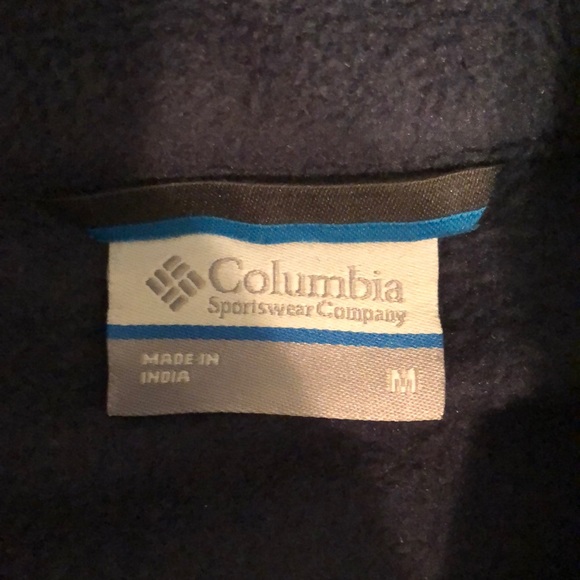 Columbia
Sportswear Company
MADE IN
INDIA
M